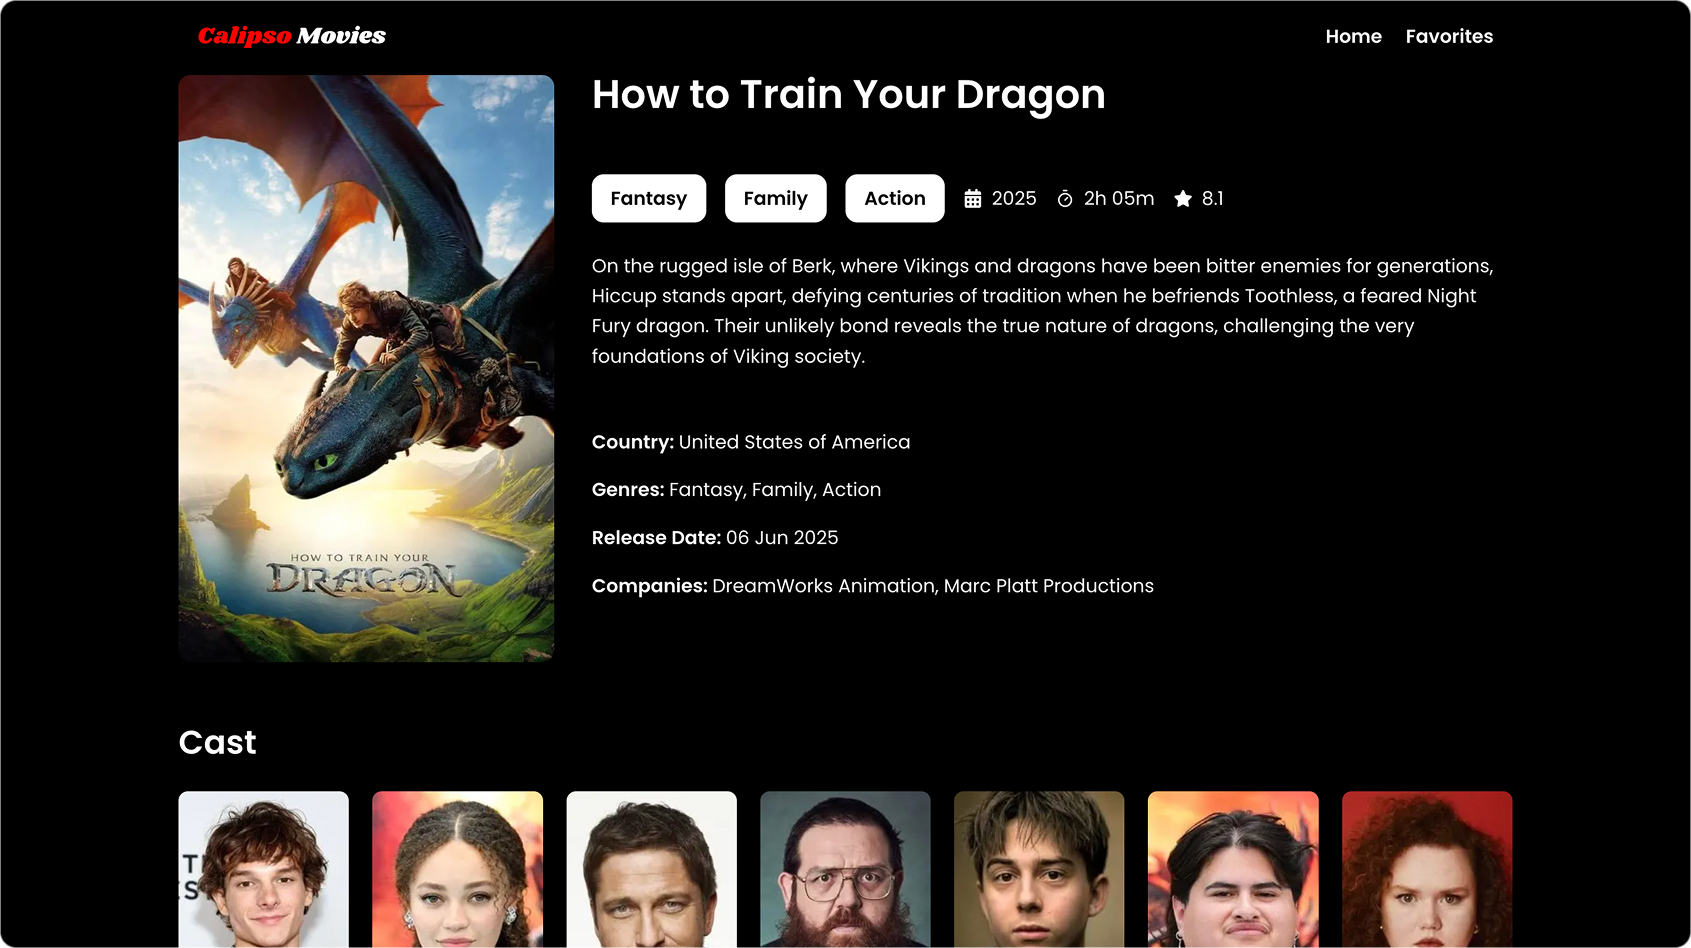 Calipso Movies
Home
Favorites
How to Train Your Dragon
Fantasy
Family
Action
2025
2h 05m
8.1
On the rugged isle of Berk, where Vikings and dragons have been bitter enemies for generations,
Hiccup stands apart, defying centuries of tradition when he befriends Toothless, a feared Night
Fury dragon. Their unlikely bond reveals the true nature of dragons, challenging the very
foundations of Viking society.
Country: United States of America
Genres: Fantasy, Family, Action
Release Date: 06 Jun 2025
Companies: DreamWorks Animation, Marc Platt Productions
HOW TO TRAIN YOUR
DRAGON
Cast